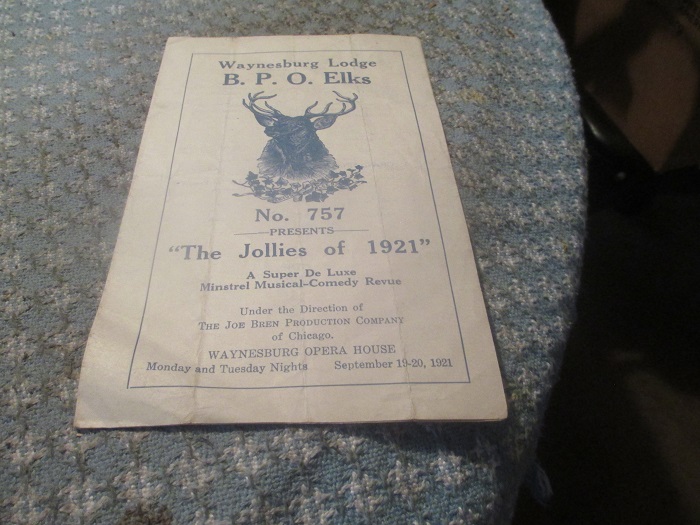 Waynesburg Lodge
B. P. O. Elks
No. 757
PRESENTS
"The Jollies of 1921"
A Super De Luxe
Minstrel Musical-Comedy Revue
Under the Direction of
THE JOE BREN PRODUCTION COMPANY
of Chicago.
WAYNESBURG OPERA HOUSE
Monday and Tuesday Nights September 19-20, 1921